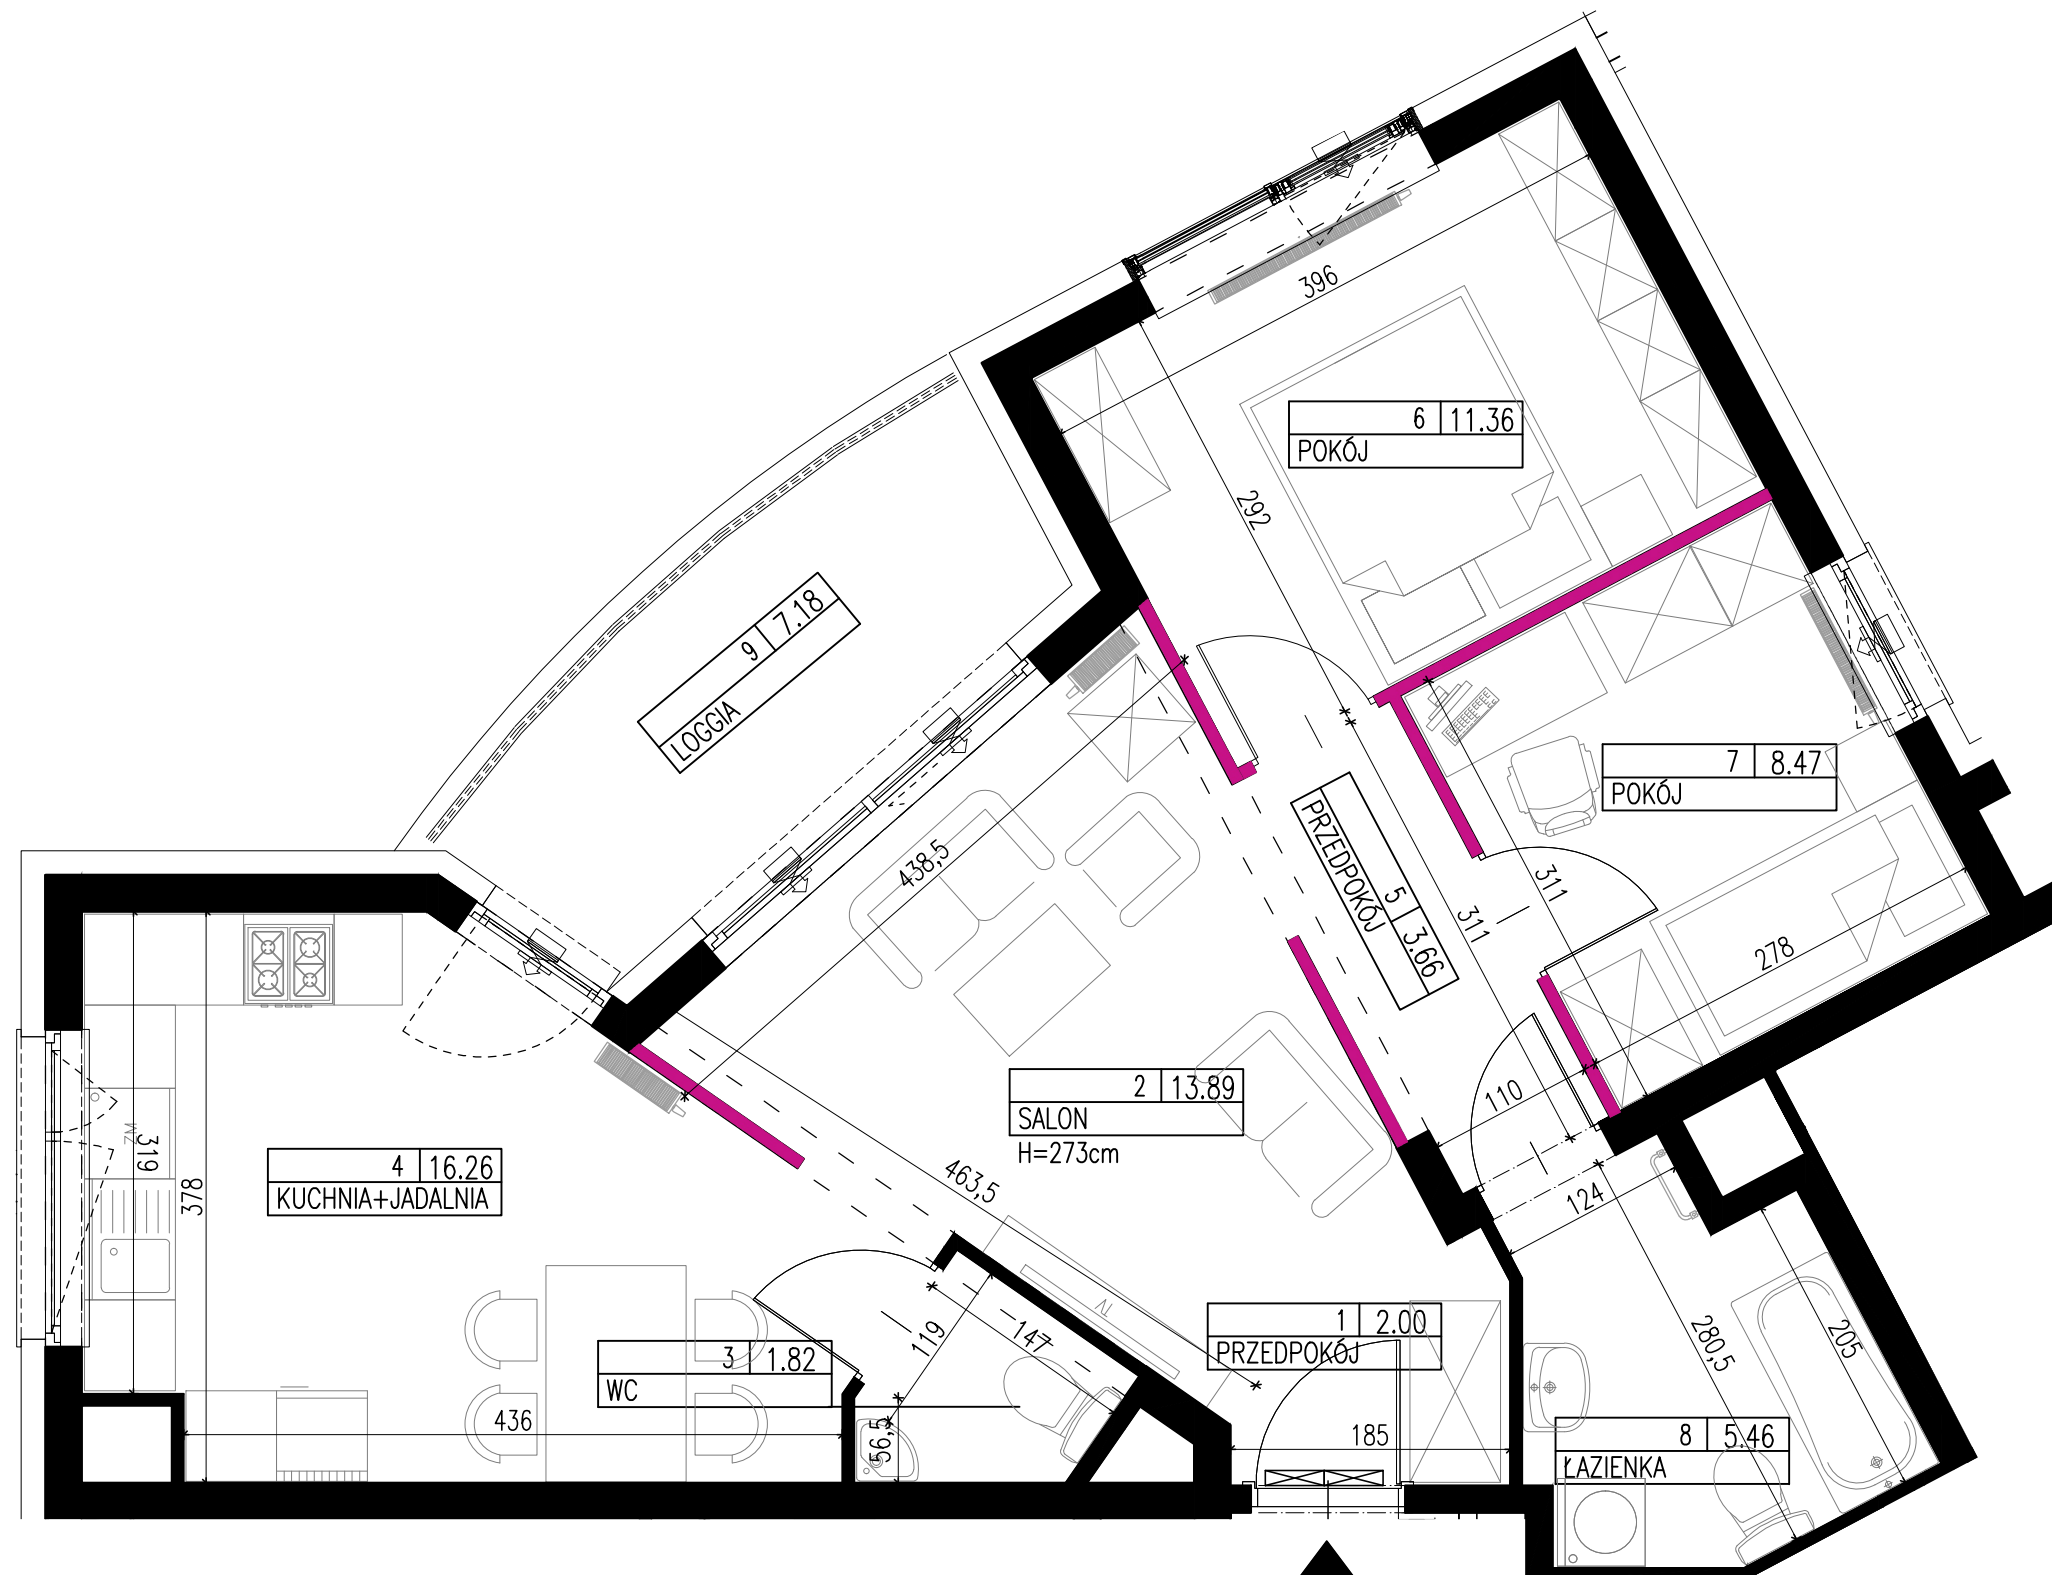 396
6 11.36
POKÓJ
292
9 7.18
LOGGIA
7 8.47
POKÓJ
438,5
5 3.66
PRZEDPOKÓJ
311
311
278
110
124
2 13.89
SALON
H=273cm
463,5
319
378
4 16.26
KUCHNIA+JADALNIA
TV
119
147
1 2.00
PRZEDPOKÓJ
3 1.82
WC
436
56,5
185
280,5
205
8 5.46
ŁAZIENKA